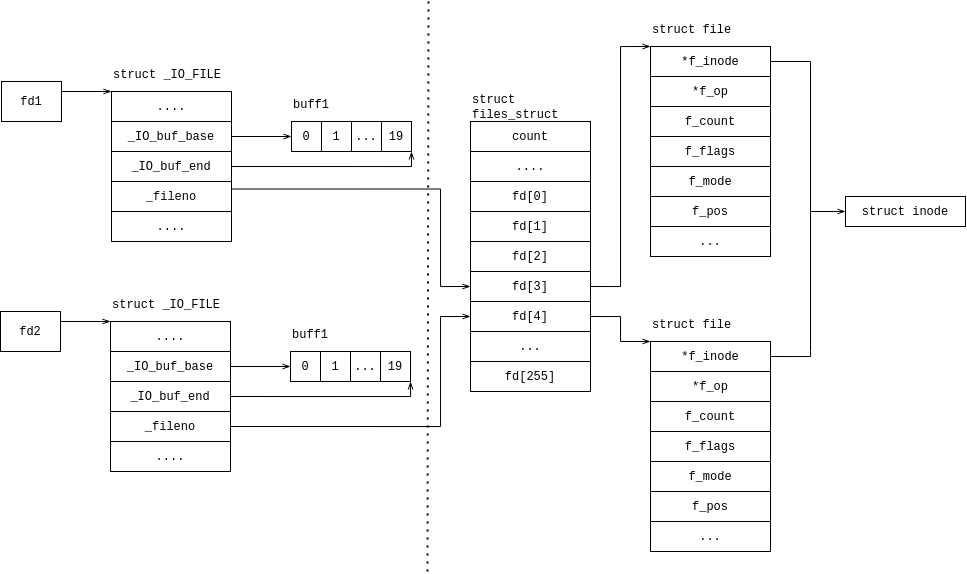 fd1
struct _IO_FILE
....
_IO_buf_base
_IO_buf_end
_fileno
....
buff1
0 1 ... 19
fd2
struct _IO_FILE
....
_IO_buf_base
_IO_buf_end
_fileno
....
buff1
0 1 ... 19
struct
files_struct
count
....
fd[0]
fd[1]
fd[2]
fd[3]
fd[4]
...
fd[255]
struct file
*f_inode
*f_op
f_count
f_flags
f_mode
f_pos
...
struct file
*f_inode
*f_op
f_count
f_flags
f_mode
f_pos
...
struct inode